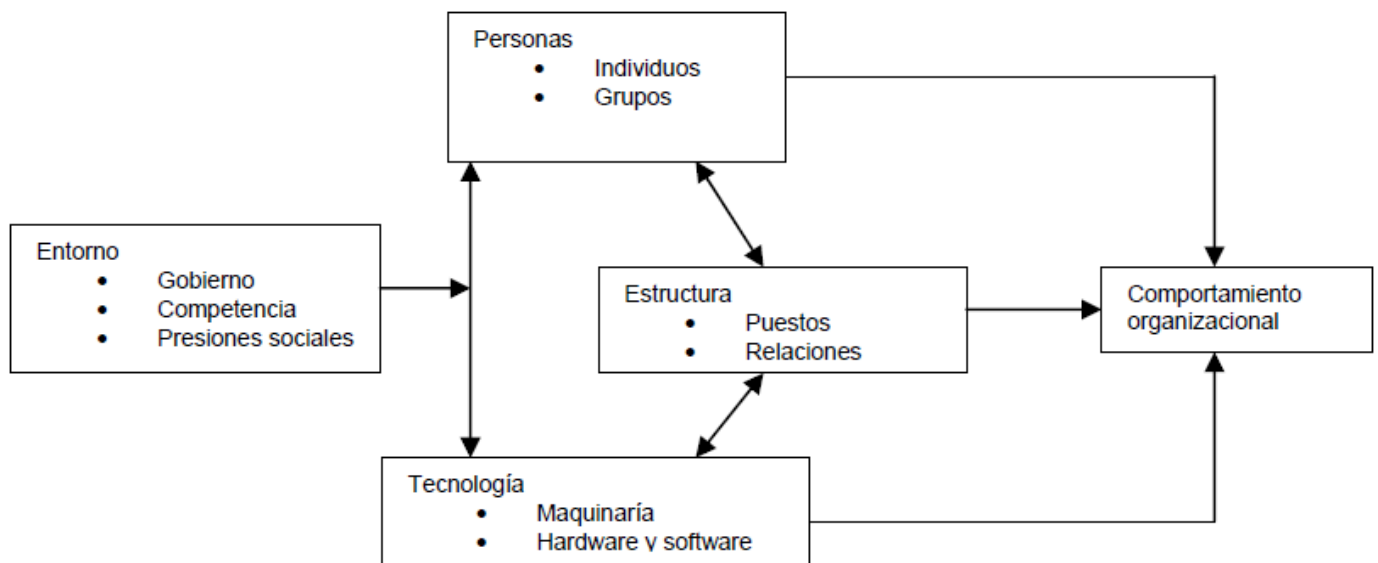 Personas
• Individuos
• Grupos
Entorno
• Gobierno
• Competencia
• Presiones sociales
Estructura
• Puestos
• Relaciones
Comportamiento
organizacional
Tecnología
• Maquinaría
• Hardware y software